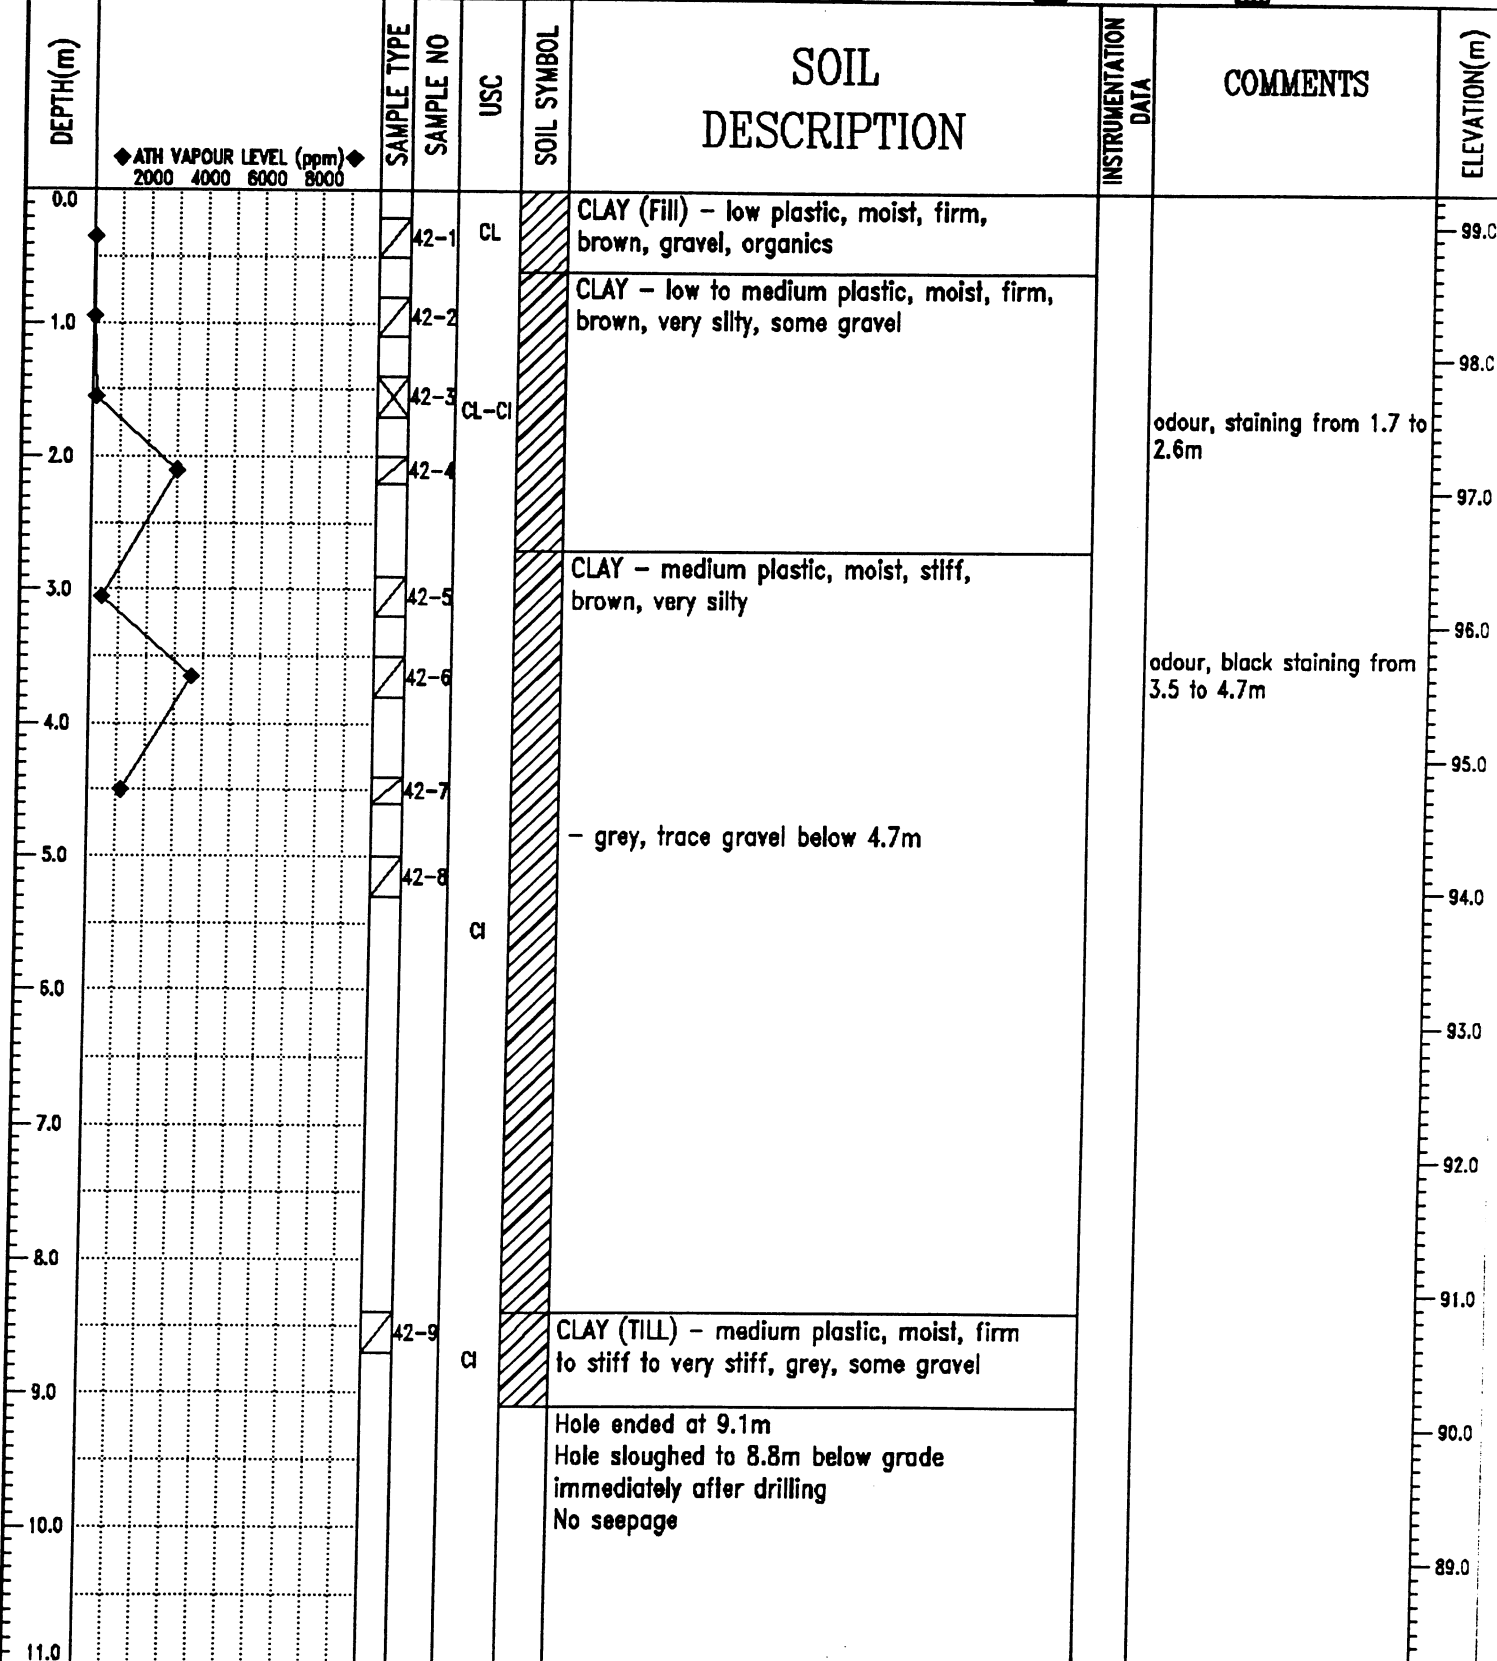 DEPTH(m)
◆ATH VAPOUR LEVEL (ppm)◆
2000 4000 6000 8000
SAMPLE TYPE
SAMPLE NO
USC
SOIL SYMBOL
SOIL
DESCRIPTION
INSTRUMENTATION
DATA
COMMENTS
ELEVATION(m)
0.0
42-1
CL
CLAY (Fill) – low plastic, moist, firm,
brown, gravel, organics
99.0
CLAY – low to medium plastic, moist, firm,
brown, very silty, some gravel
1.0
42-2
98.0
42-3
CL-CI
odour, staining from 1.7 to
2.6m
2.0
42-4
97.0
CLAY – medium plastic, moist, stiff,
brown, very silty
3.0
42-5
96.0
42-6
odour, black staining from
3.5 to 4.7m
4.0
95.0
42-7
– grey, trace gravel below 4.7m
5.0
42-8
94.0
CI
6.0
93.0
7.0
92.0
8.0
91.0
42-9
CI
CLAY (TILL) – medium plastic, moist, firm
to stiff to very stiff, grey, some gravel
9.0
Hole ended at 9.1m
90.0
Hole sloughed to 8.8m below grade
immediately after drilling
No seepage
10.0
89.0
11.0